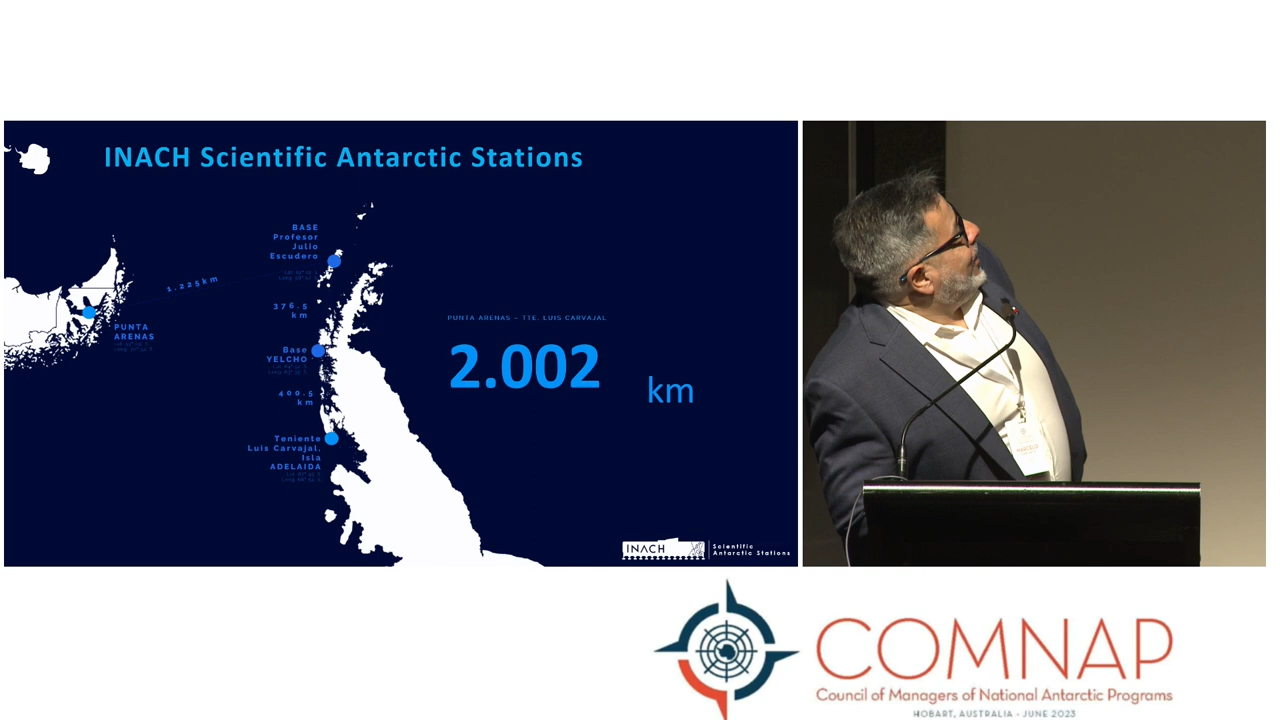 INACH Scientific Antarctic Stations
BASE
Profesor
Julio
Escudero
1.225km
376.5
km
PUNTA
ARENAS
Base
YELCHO
400.5
km
Teniente
Luis Carvajal,
Isla
ADELAIDA
PUNTA ARENAS – TTE. LUIS CARVAJAL
2.002
km
INACH
Scientific
Antarctic Stations
MARCELO
COMNAP
Council of Managers of National Antarctic Programs
HOBART, AUSTRALIA - JUNE 2023